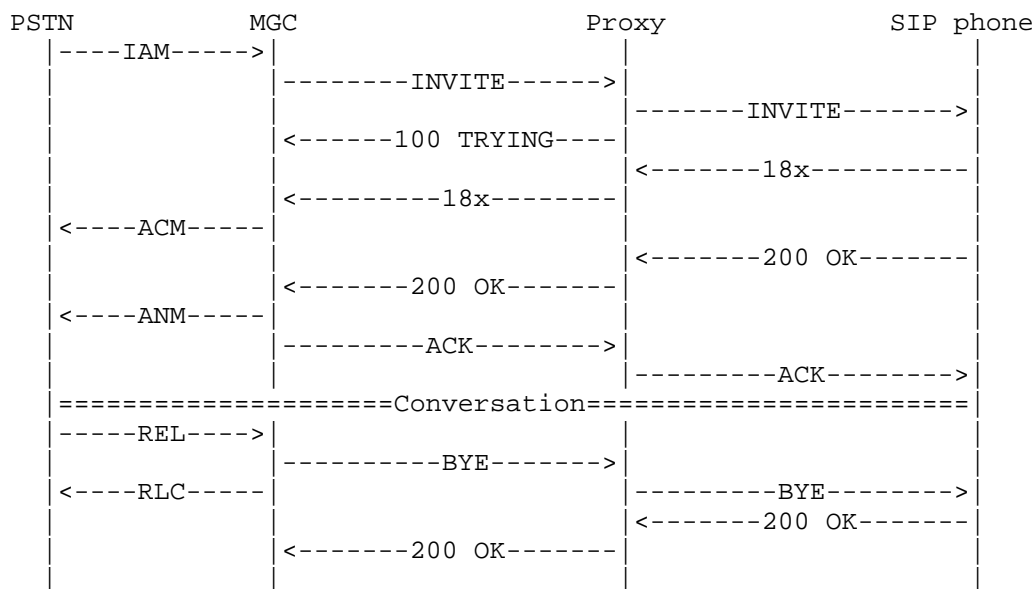 PSTN MGC Proxy SIP phone
|----IAM----->| | |
| |--------INVITE------>| |
| | |-------INVITE------->|
| |<------100 TRYING----| |
| | |<-------18x----------|
| |<---------18x--------| |
|<----ACM-----| | |
| | |<-------200 OK-------|
| |<-------200 OK-------| |
|<----ANM-----| | |
| |---------ACK-------->| |
| | |---------ACK-------->|
|=====================Conversation========================|
|-----REL---->| | |
| |----------BYE------->| |
|<----RLC-----| |---------BYE-------->|
| | |<-------200 OK-------|
| |<-------200 OK-------| |
| | | |